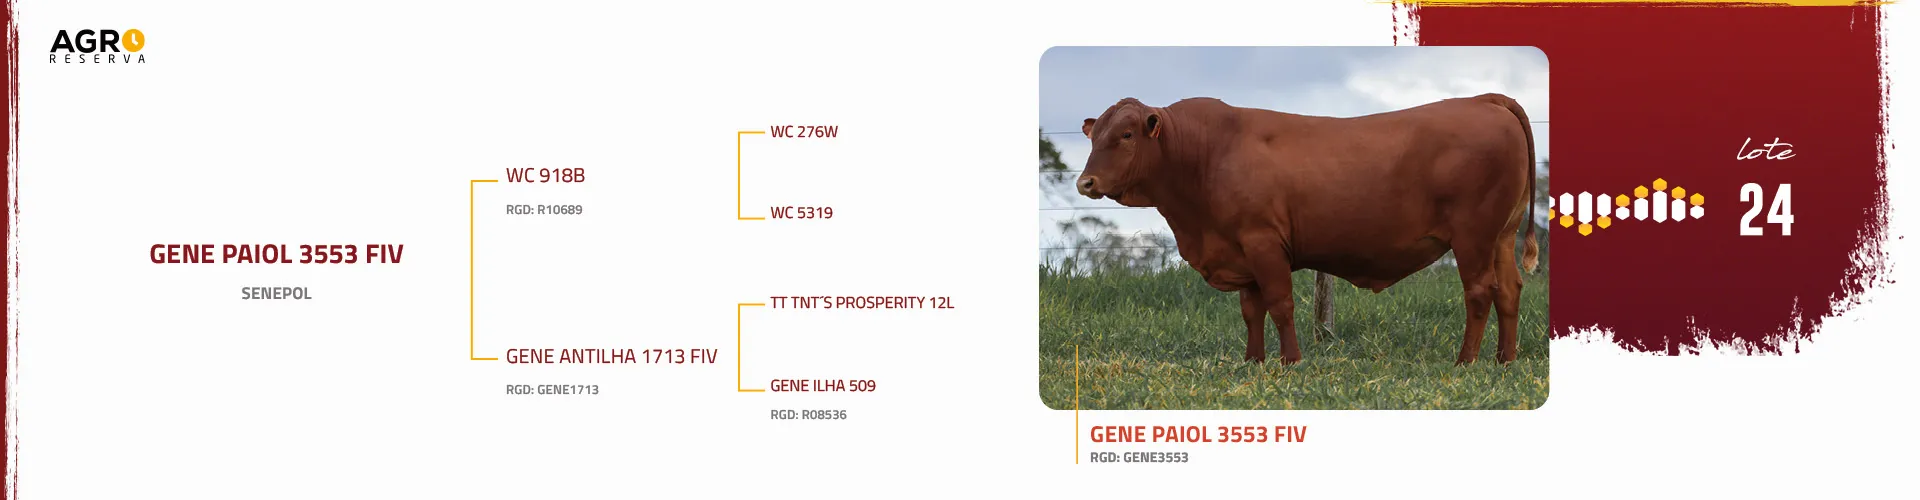 AGRO
RESERVA
GENE PAIOL 3553 FIV
SENEPOL
WC 918B
RGD: R10689
GENE ANTILHA 1713 FIV
RGD: GENE1713
WC 276W
WC 5319
TT TNT´S PROSPERITY 12L
GENE ILHA 509
RGD: R08536
GENE PAIOL 3553 FIV
RGD: GENE3553
lote
24